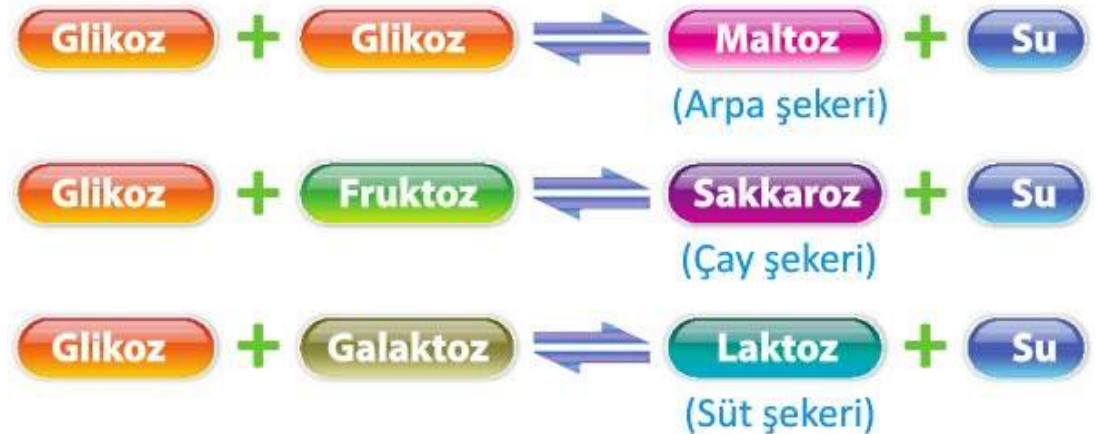 Glikoz + Glikoz ⇌ Maltoz + Su
(Arpa şekeri)
Glikoz + Fruktoz ⇌ Sakkaroz + Su
(Çay şekeri)
Glikoz + Galaktoz ⇌ Laktoz + Su
(Süt şekeri)